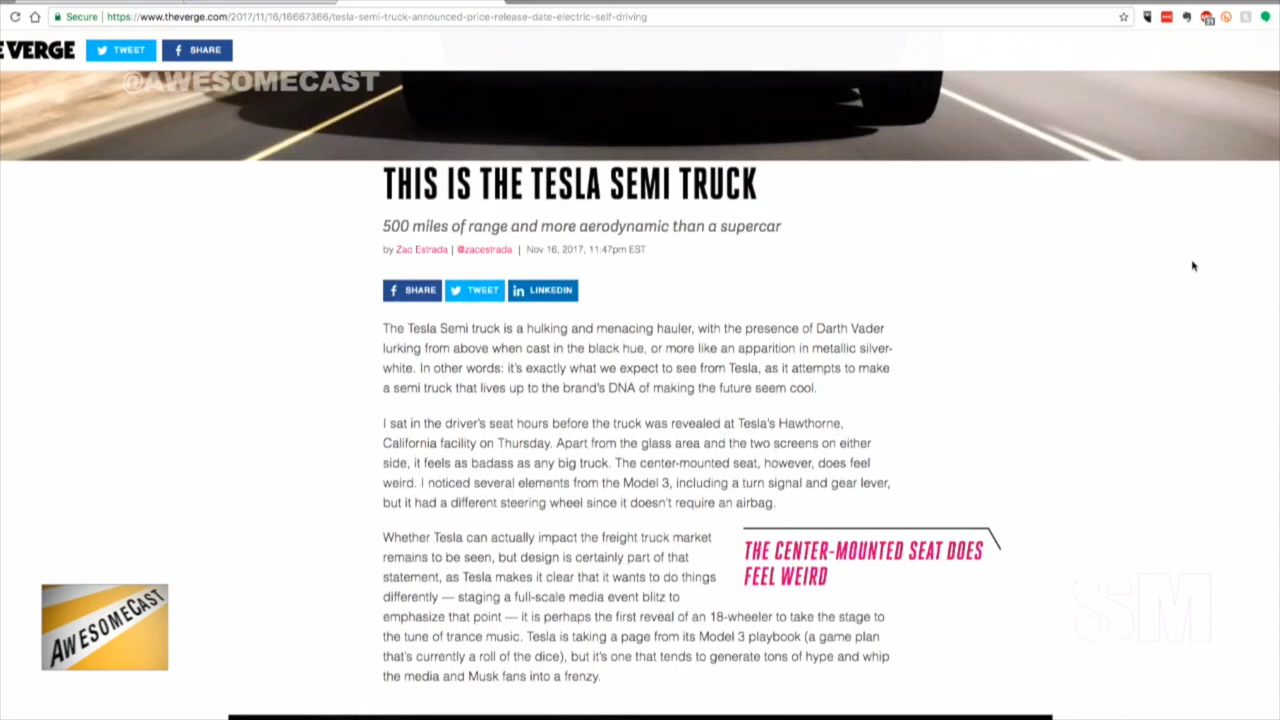 Secure | https://www.theverge.com/2017/11/16/16667366/tesla-semi-truck-announced-price-release-date-electric-self-driving
E VERGE TWEET SHARE
@AWESOMECAST
THIS IS THE TESLA SEMI TRUCK
500 miles of range and more aerodynamic than a supercar
by Zac Estrada | @zacestrada | Nov 16, 2017, 11:47pm EST
SHARE TWEET LINKEDIN
The Tesla Semi truck is a hulking and menacing hauler, with the presence of Darth Vader
lurking from above when cast in the black hue, or more like an apparition in metallic silver-
white. In other words: it's exactly what we expect to see from Tesla, as it attempts to make
a semi truck that lives up to the brand's DNA of making the future seem cool.
I sat in the driver's seat hours before the truck was revealed at Tesla's Hawthorne,
California facility on Thursday. Apart from the glass area and the two screens on either
side, it feels as badass as any big truck. The center-mounted seat, however, does feel
weird. I noticed several elements from the Model 3, including a turn signal and gear lever,
but it had a different steering wheel since it doesn't require an airbag.
Whether Tesla can actually impact the freight truck market
remains to be seen, but design is certainly part of that
statement, as Tesla makes it clear that it wants to do things
differently — staging a full-scale media event blitz to
emphasize that point — it is perhaps the first reveal of an 18-wheeler to take the stage to
the tune of trance music. Tesla is taking a page from its Model 3 playbook (a game plan
that's currently a roll of the dice), but it's one that tends to generate tons of hype and whip
the media and Musk fans into a frenzy.
THE CENTER-MOUNTED SEAT DOES
FEEL WEIRD
AWESOMECAST
SM